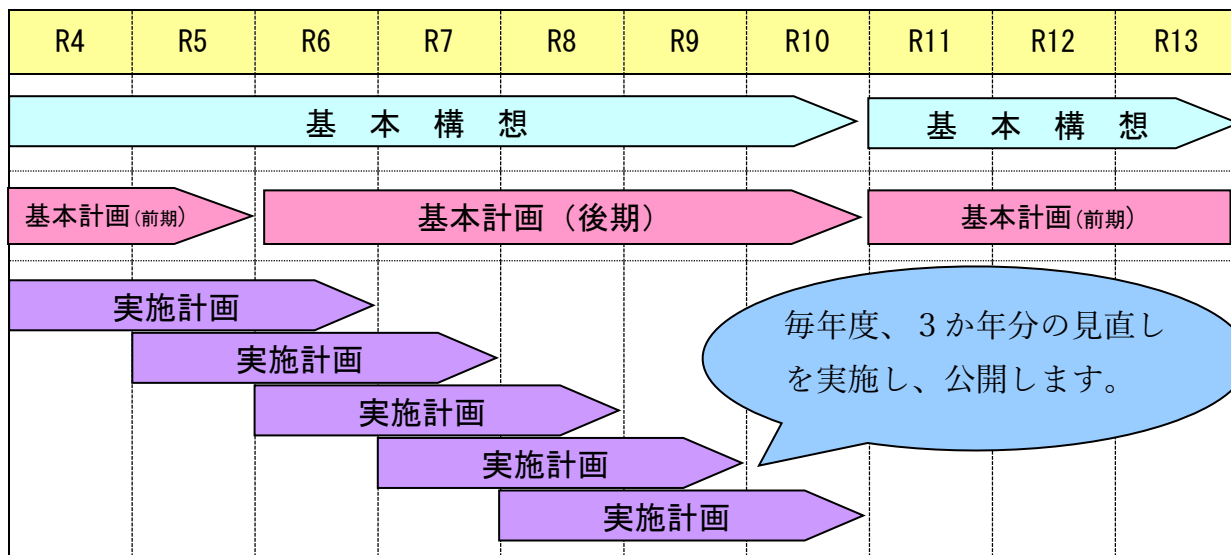 R4 R5 R6 R7 R8 R9 R10 R11 R12 R13
基 本 構 想
基 本 構 想
基本計画(前期)
基本計画(後期)
基本計画(前期)
実施計画
実施計画
実施計画
実施計画
実施計画
毎年度、3か年分の見直し
を実施し、公開します。